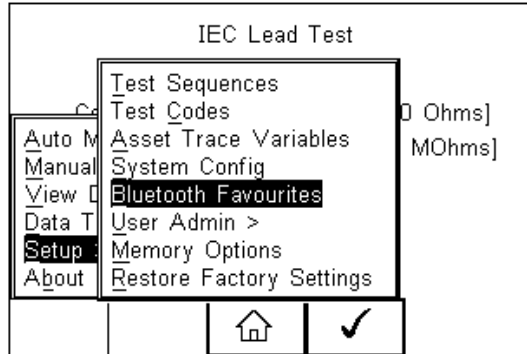 IEC Lead Test
Test Sequences
Test Codes
Asset Trace Variables
System Config
Bluetooth Favourites
User Admin >
Memory Options
Restore Factory Settings
Ohms]
MOhms]
Auto
Manual
View
Data
Setup
About